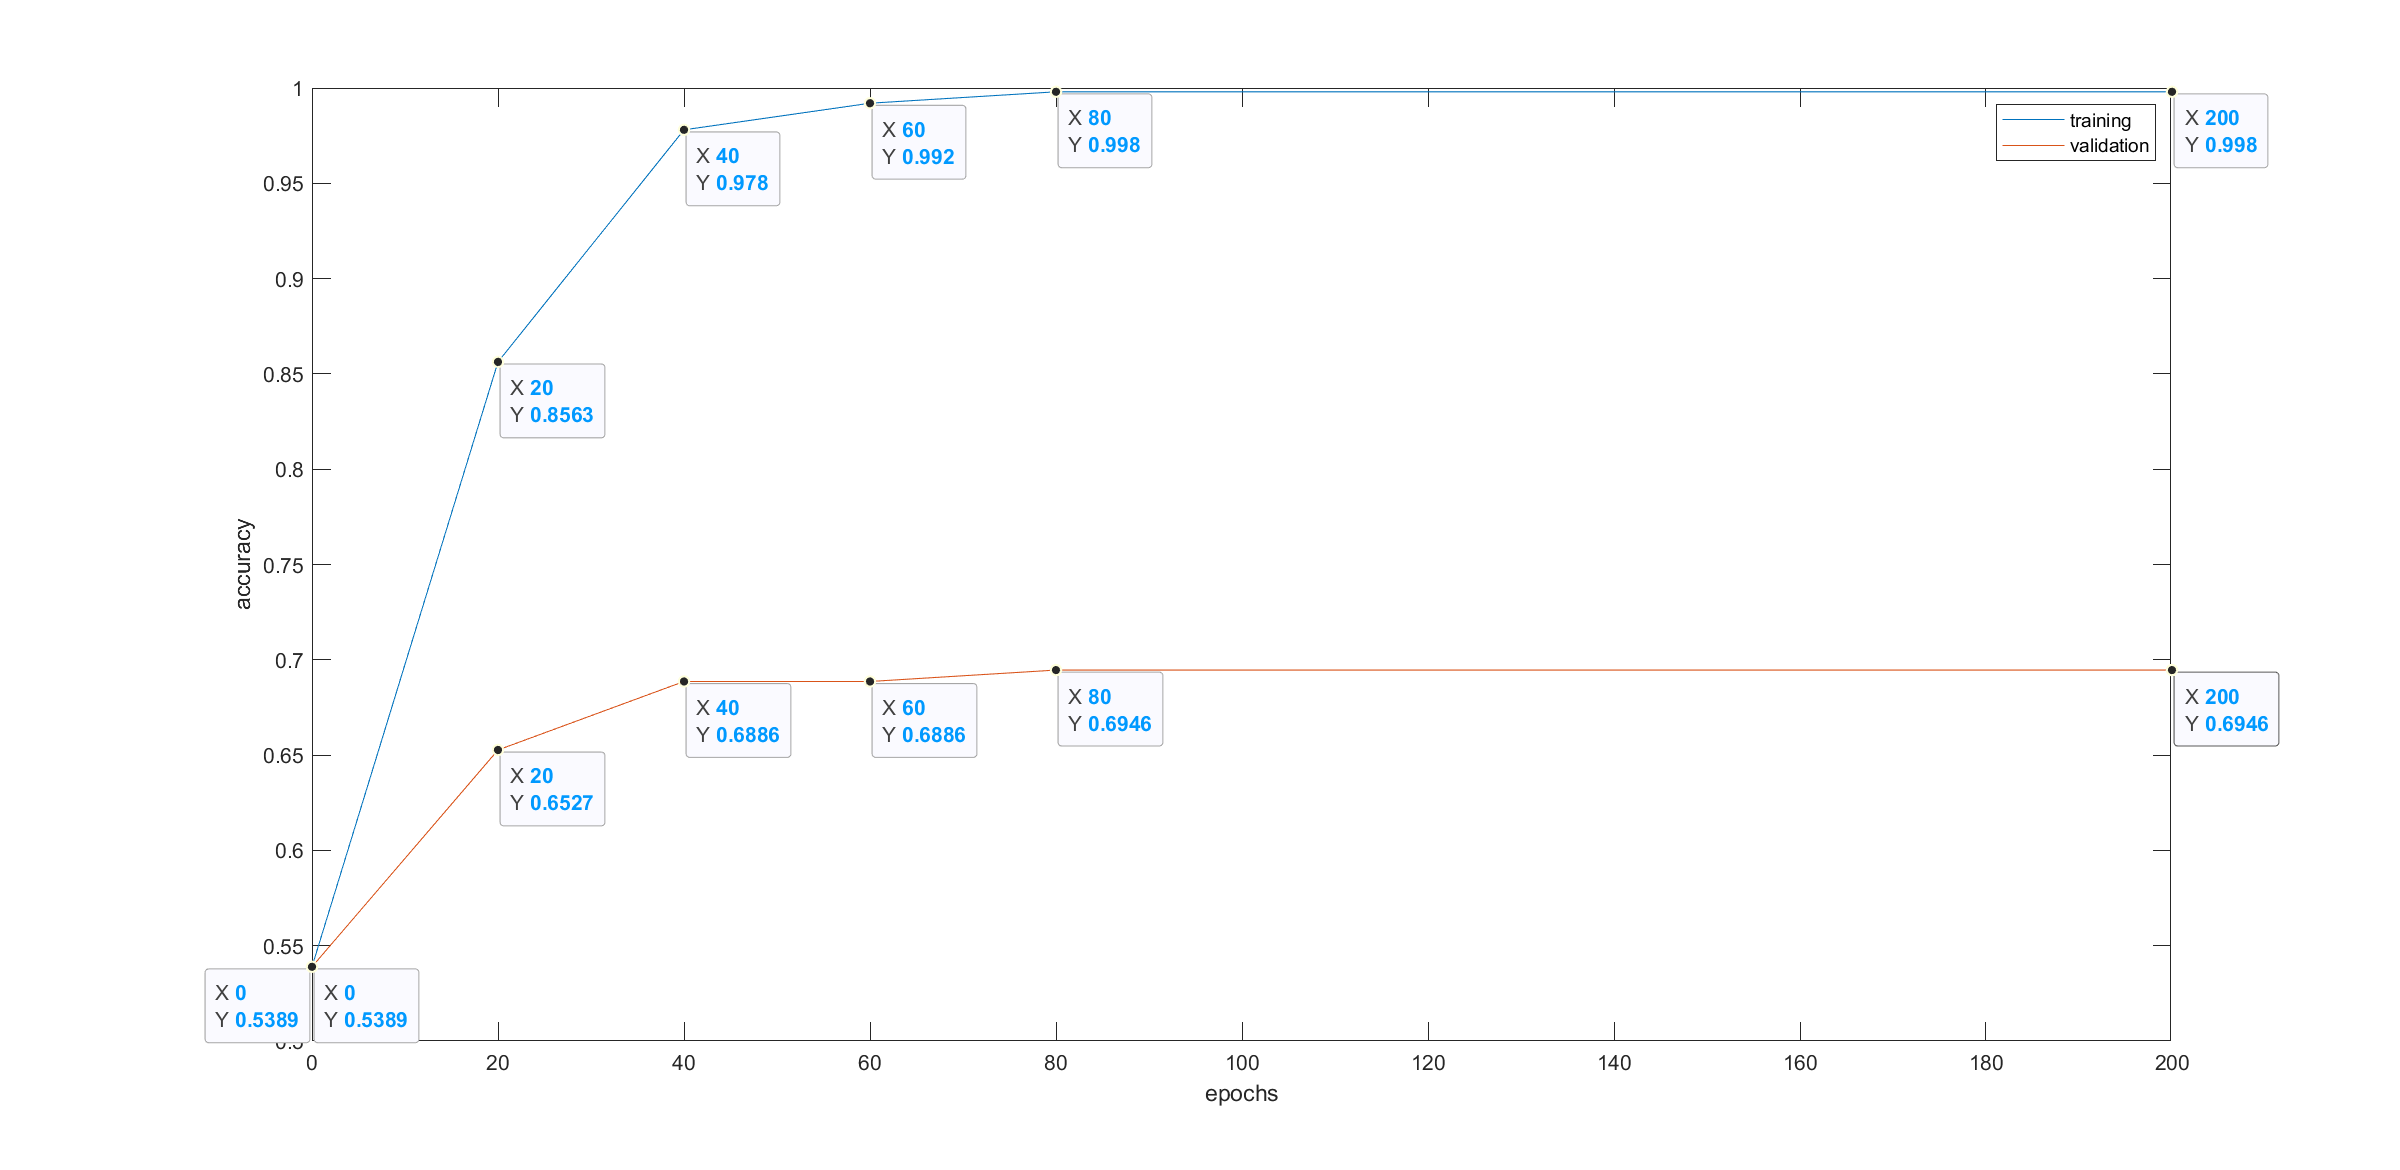 1
0.95
0.9
0.85
0.8
0.75
0.7
0.65
0.6
0.55
accuracy
training
validation
X 40
Y 0.978
X 60
Y 0.992
X 80
Y 0.998
X 200
Y 0.998
X 20
Y 0.8563
X 20
Y 0.6527
X 40
Y 0.6886
X 60
Y 0.6886
X 80
Y 0.6946
X 200
Y 0.6946
X 0
Y 0.5389
X 0
Y 0.5389
0 20 40 60 80 100 120 140 160 180 200
epochs